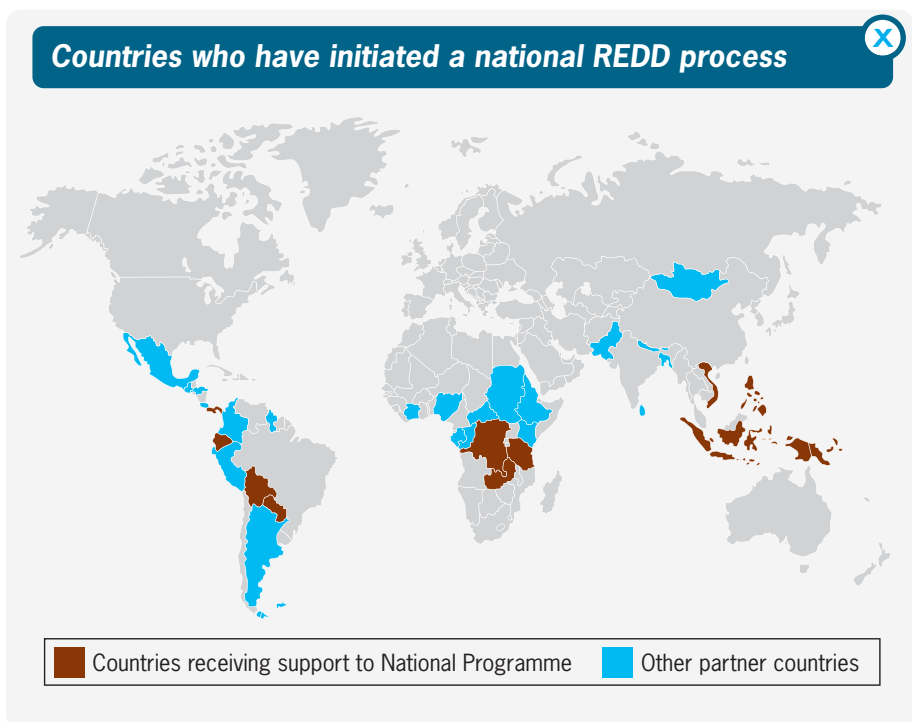 Countries who have initiated a national REDD process
X
Countries receiving support to National Programme
Other partner countries